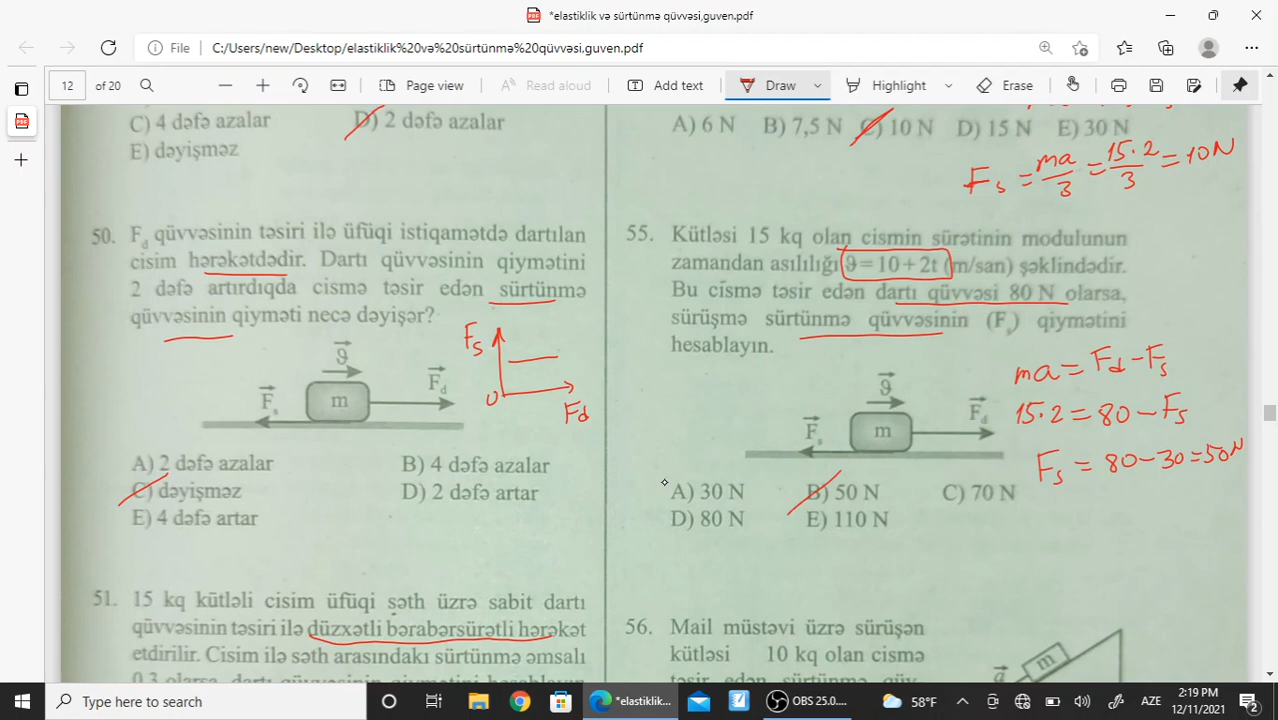 *elastiklik və sürtünmə qüvvəsi,guven.pdf
File
C:/Users/new/Desktop/elastiklik%20və%20sürtünmə%20qüvvəsi,guven.pdf
12
of 20
Page view
Read aloud
Add text
Draw
Highlight
Erase
C) 4 dəfə azalar
D) 2 dəfə azalar
E) dəyişməz
50. Fd qüvvəsinin təsiri ilə üfüqi istiqamətdə dartılan
cisim hərəkətdədir. Dartı qüvvəsinin qiymətini
2 dəfə artırdıqda cismə təsir edən sürtünmə
qüvvəsinin qiyməti necə dəyişər?
Fs
0
Fd
ϑ
Fs
m
Fd
A) 2 dəfə azalar
B) 4 dəfə azalar
C) dəyişməz
D) 2 dəfə artar
E) 4 dəfə artar
51. 15 kq kütləli cisim üfüqi səth üzrə sabit dartı
qüvvəsinin təsiri ilə düzxətli bərabərsürətli hərəkət
etdirilir. Cisim ilə səth arasındakı sürtünmə əmsalı
A) 6 N B) 7,5 N C) 10 N D) 15 N E) 30 N
Fs = ma/3 = 15·2/3 = 10N
55. Kütləsi 15 kq olan cismin sürətinin modulunun
zamandan asılılığı ϑ = 10 + 2t (m/san) şəklindədir.
Bu cismə təsir edən dartı qüvvəsi 80 N olarsa,
sürüşmə sürtünmə qüvvəsinin (Fs) qiymətini
hesablayın.
ma = Fd - Fs
15·2 = 80 - Fs
Fs = 80 - 30 = 50N
ϑ
Fs
m
Fd
A) 30 N
B) 50 N
C) 70 N
D) 80 N
E) 110 N
56. Mail müstəvi üzrə sürüşən
kütləsi 10 kq olan cismə
m
a
Type here to search
*elastiklik...
OBS 25.0....
58°F
AZE
2:19 PM
12/11/2021
2